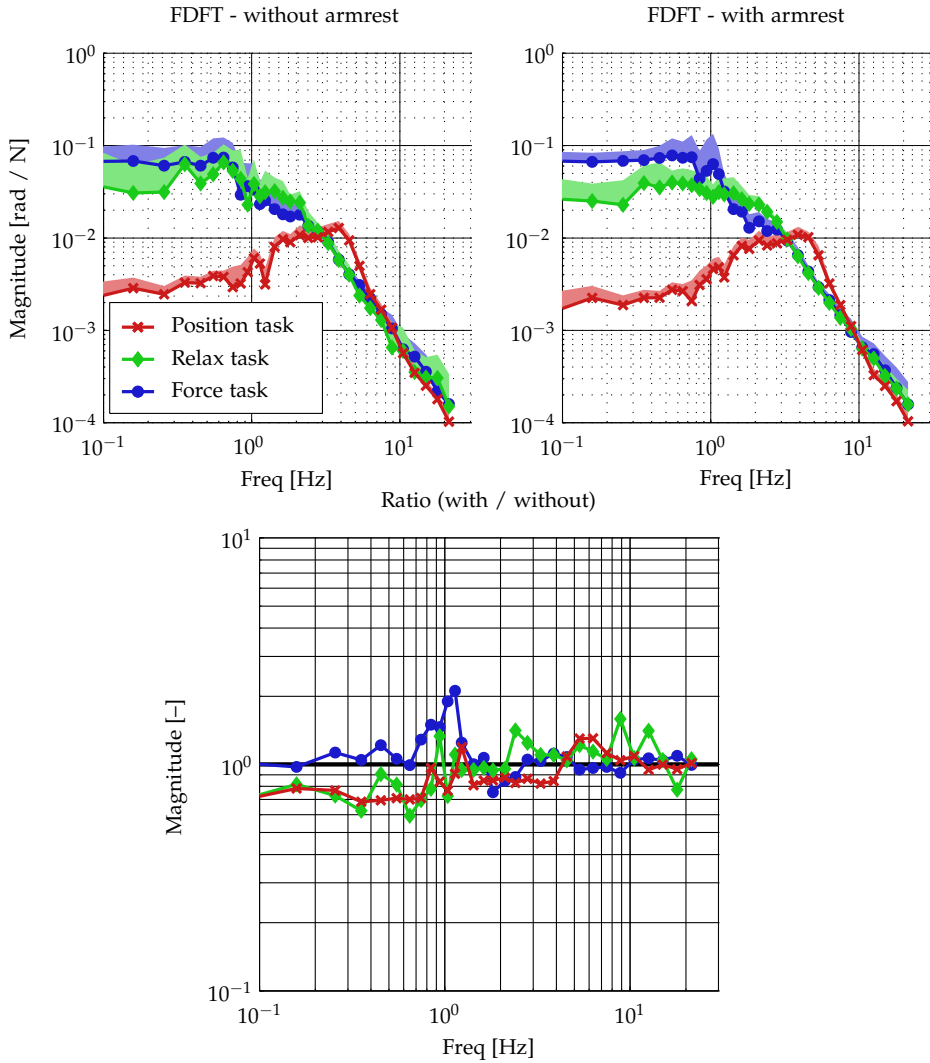 FDFT - without armrest
FDFT - with armrest
10^0
10^-1
10^-2
10^-3
10^-4
Magnitude [rad / N]
Position task
Relax task
Force task
10^-1
10^0
10^1
Freq [Hz]
10^0
10^-1
10^-2
10^-3
10^-4
10^-1
10^0
10^1
Freq [Hz]
Ratio (with / without)
10^1
10^0
10^-1
Magnitude [–]
10^-1
10^0
10^1
Freq [Hz]